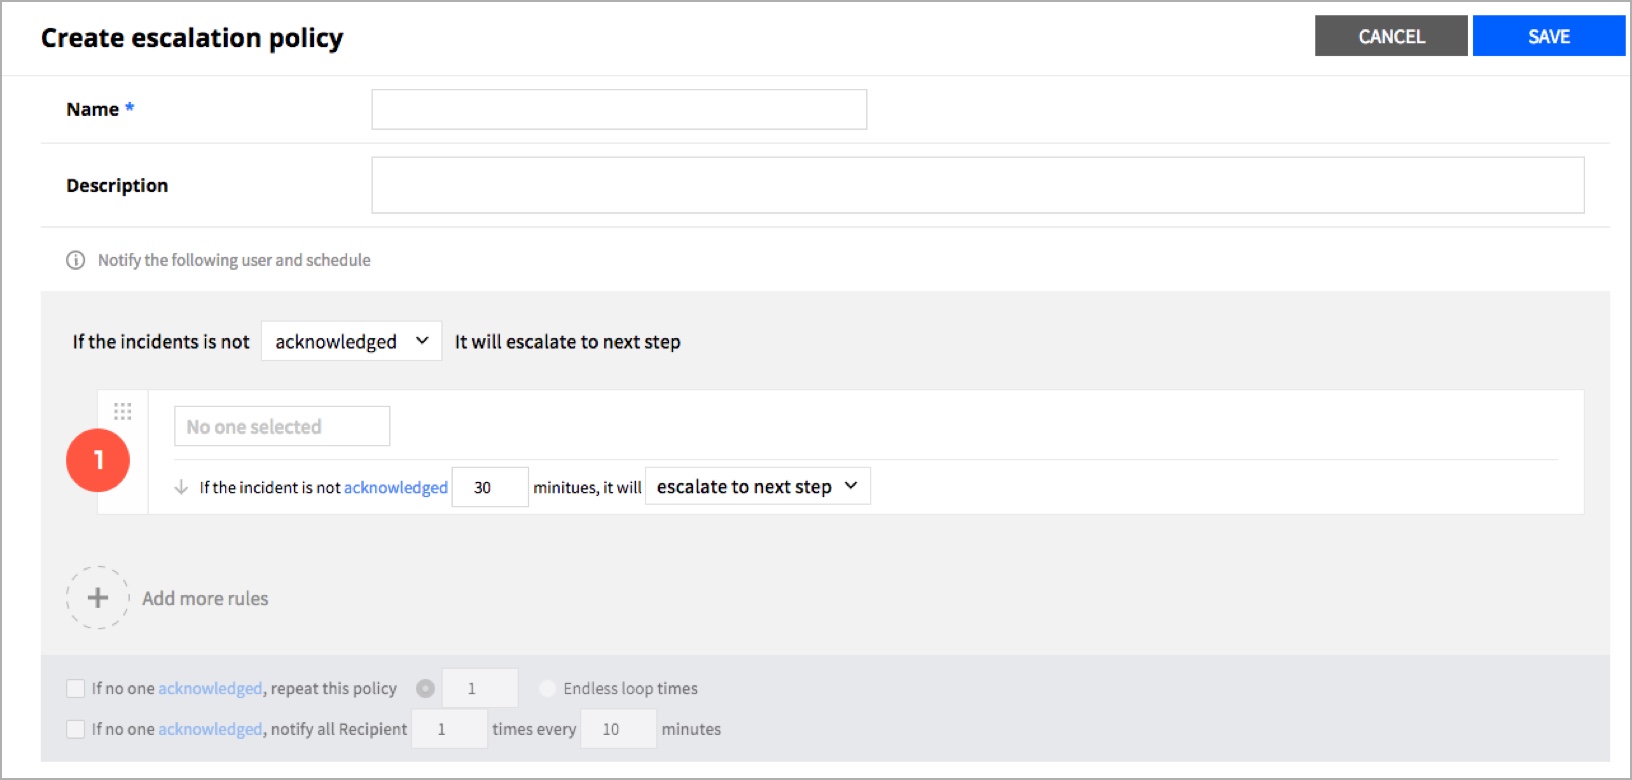 Create escalation policy
CANCEL
SAVE
Name *
Description
Notify the following user and schedule
If the incidents is not acknowledged It will escalate to next step
No one selected
1
If the incident is not acknowledged 30 minitues, it will escalate to next step
+ Add more rules
If no one acknowledged, repeat this policy 1 Endless loop times
If no one acknowledged, notify all Recipient 1 times every 10 minutes